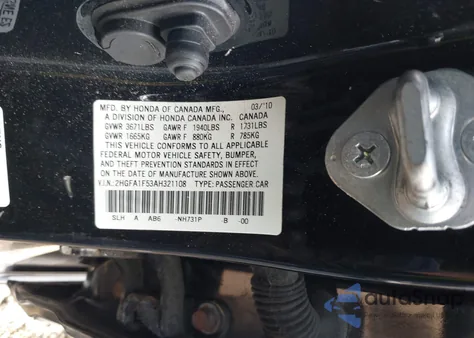 MFD. BY HONDA OF CANADA MFG., 03/10
A DIVISION OF HONDA CANADA INC. CANADA
GVWR 3671LBS GAWR F 1940LBS R 1731LBS
GVWR 1665KG GAWR F 880KG R 785KG
THIS VEHICLE CONFORMS TO ALL APPLICABLE
FEDERAL MOTOR VEHICLE SAFETY, BUMPER,
AND THEFT PREVENTION STANDARDS IN EFFECT
ON THE DATE OF MANUFACTURE SHOWN ABOVE.
V.I.N.:2HGFA1F53AH321108 TYPE:PASSENGER CAR
SLH A AB6 -NH731P -B -00
autoSnap